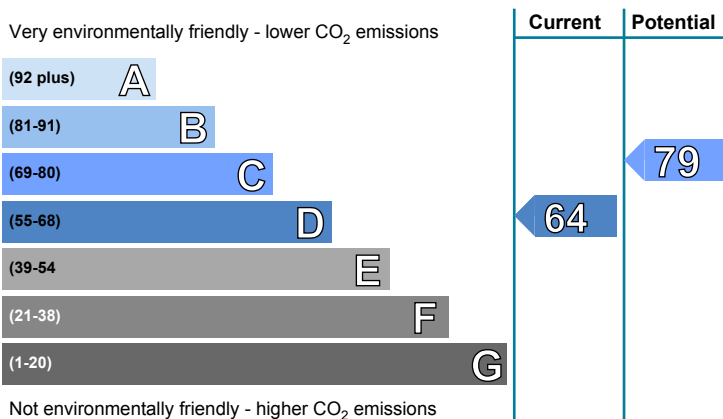 Current Potential
Very environmentally friendly - lower CO2 emissions
(92 plus) A
(81-91) B
(69-80) C
79
(55-68) D
64
(39-54 E
(21-38) F
(1-20) G
Not environmentally friendly - higher CO2 emissions